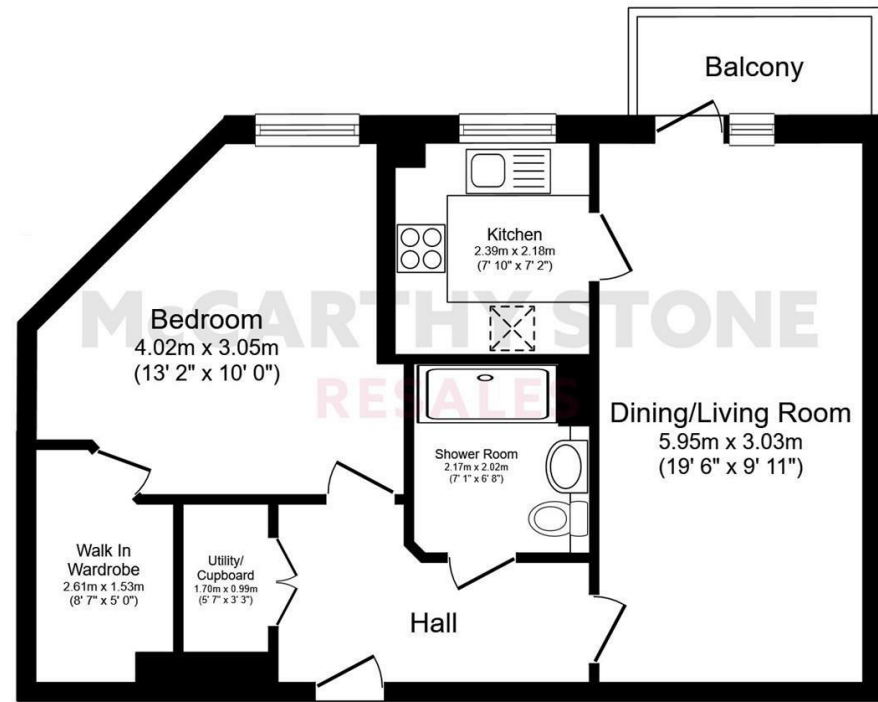 Balcony
Kitchen
2.39m x 2.18m
(7' 10" x 7' 2")
McCARTHY STONE
RESALES
Bedroom
4.02m x 3.05m
(13' 2" x 10' 0")
Dining/Living Room
5.95m x 3.03m
(19' 6" x 9' 11")
Shower Room
2.17m x 2.02m
(7' 1" x 6' 8")
Walk In
Wardrobe
2.61m x 1.53m
(8' 7" x 5' 0")
Utility/
Cupboard
1.70m x 0.99m
(5' 7" x 3' 3")
Hall